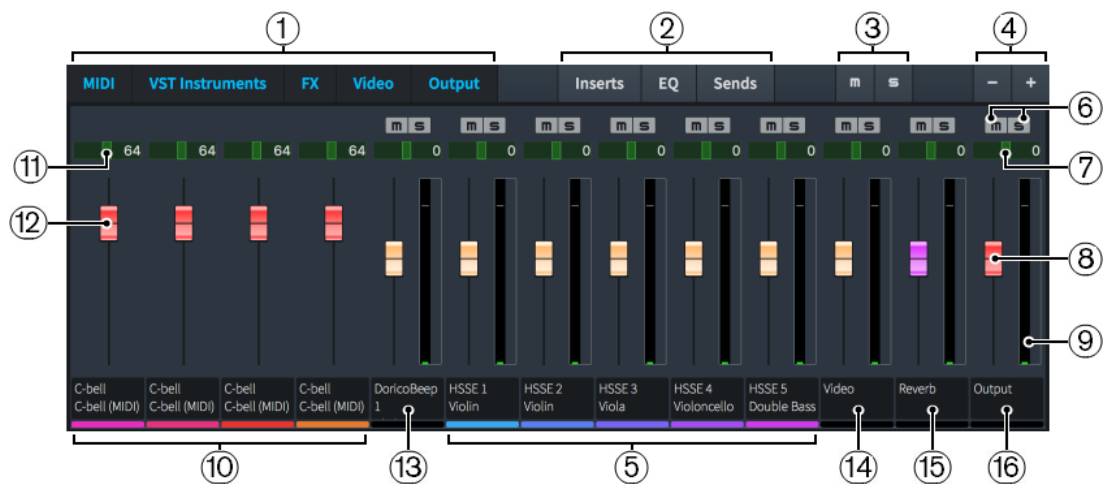 ① ② ③ ④
MIDI VST Instruments FX Video Output Inserts EQ Sends m s − +
⑥
m s m s m s m s m s m s m s m s m s
64 64 64 64 0 0 0 0 0 0 0 0 0
⑪ ⑦
⑫
⑧
⑨
C-bell C-bell C-bell C-bell DoricoBeep HSSE 1 HSSE 2 HSSE 3 HSSE 4 HSSE 5 Video Reverb Output
C-bell (MIDI) C-bell (MIDI) C-bell (MIDI) C-bell (MIDI) 1 Violin Violin Viola Violoncello Double Bass
⑩ ⑬ ⑤ ⑭ ⑮ ⑯